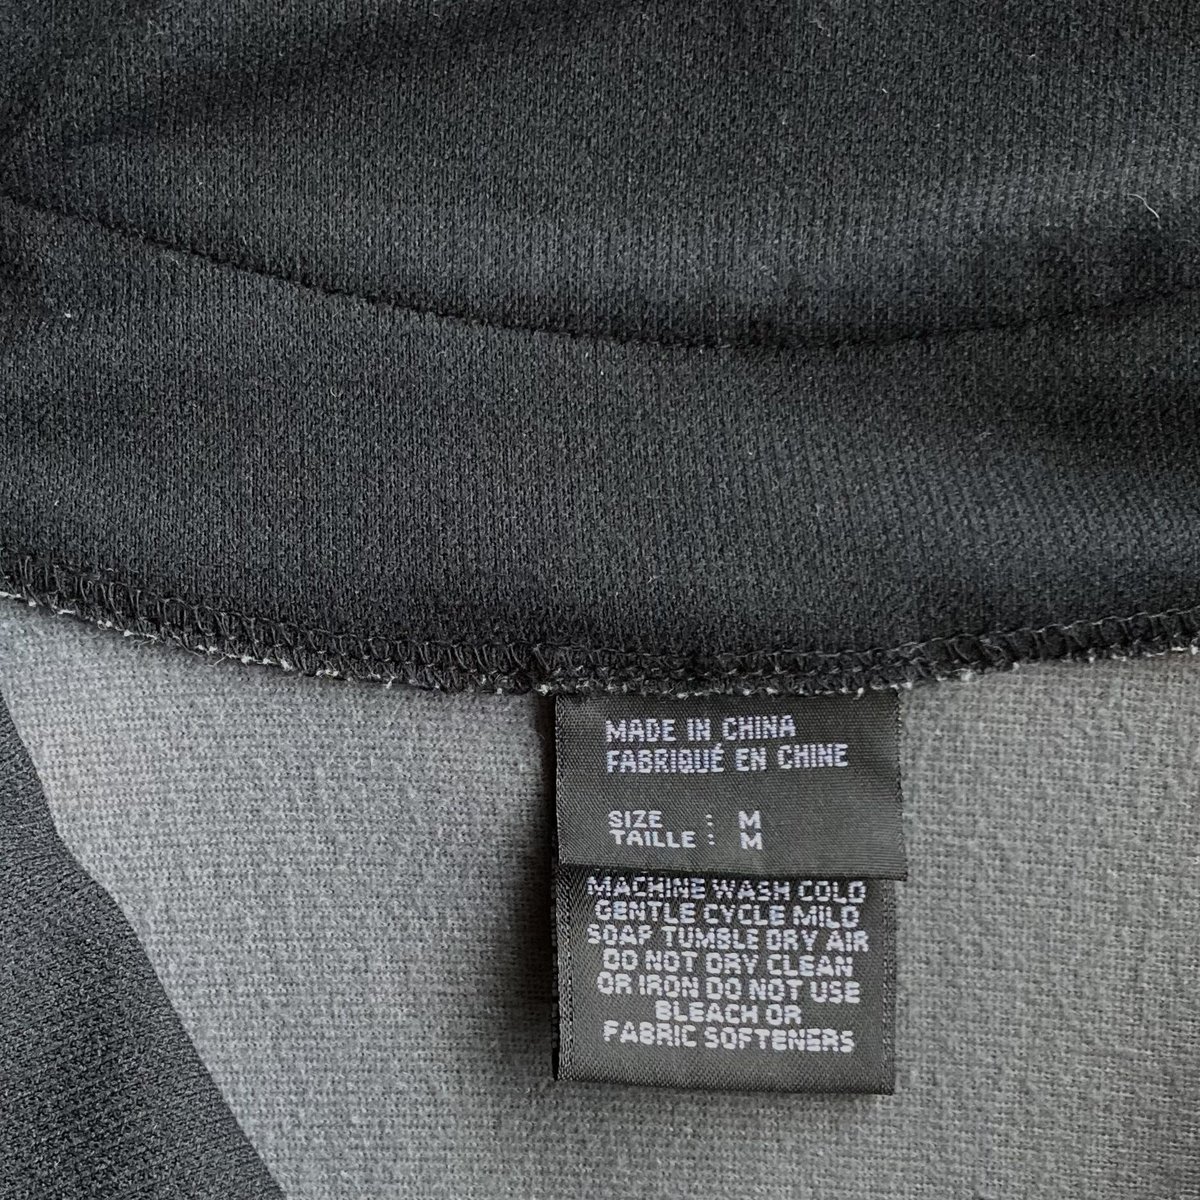 MADE IN CHINA
FABRIQUÉ EN CHINE
SIZE : M
TAILLE : M
MACHINE WASH COLD
GENTLE CYCLE MILD
SOAP TUMBLE DRY AIR
DO NOT DRY CLEAN
OR IRON DO NOT USE
BLEACH OR
FABRIC SOFTENERS